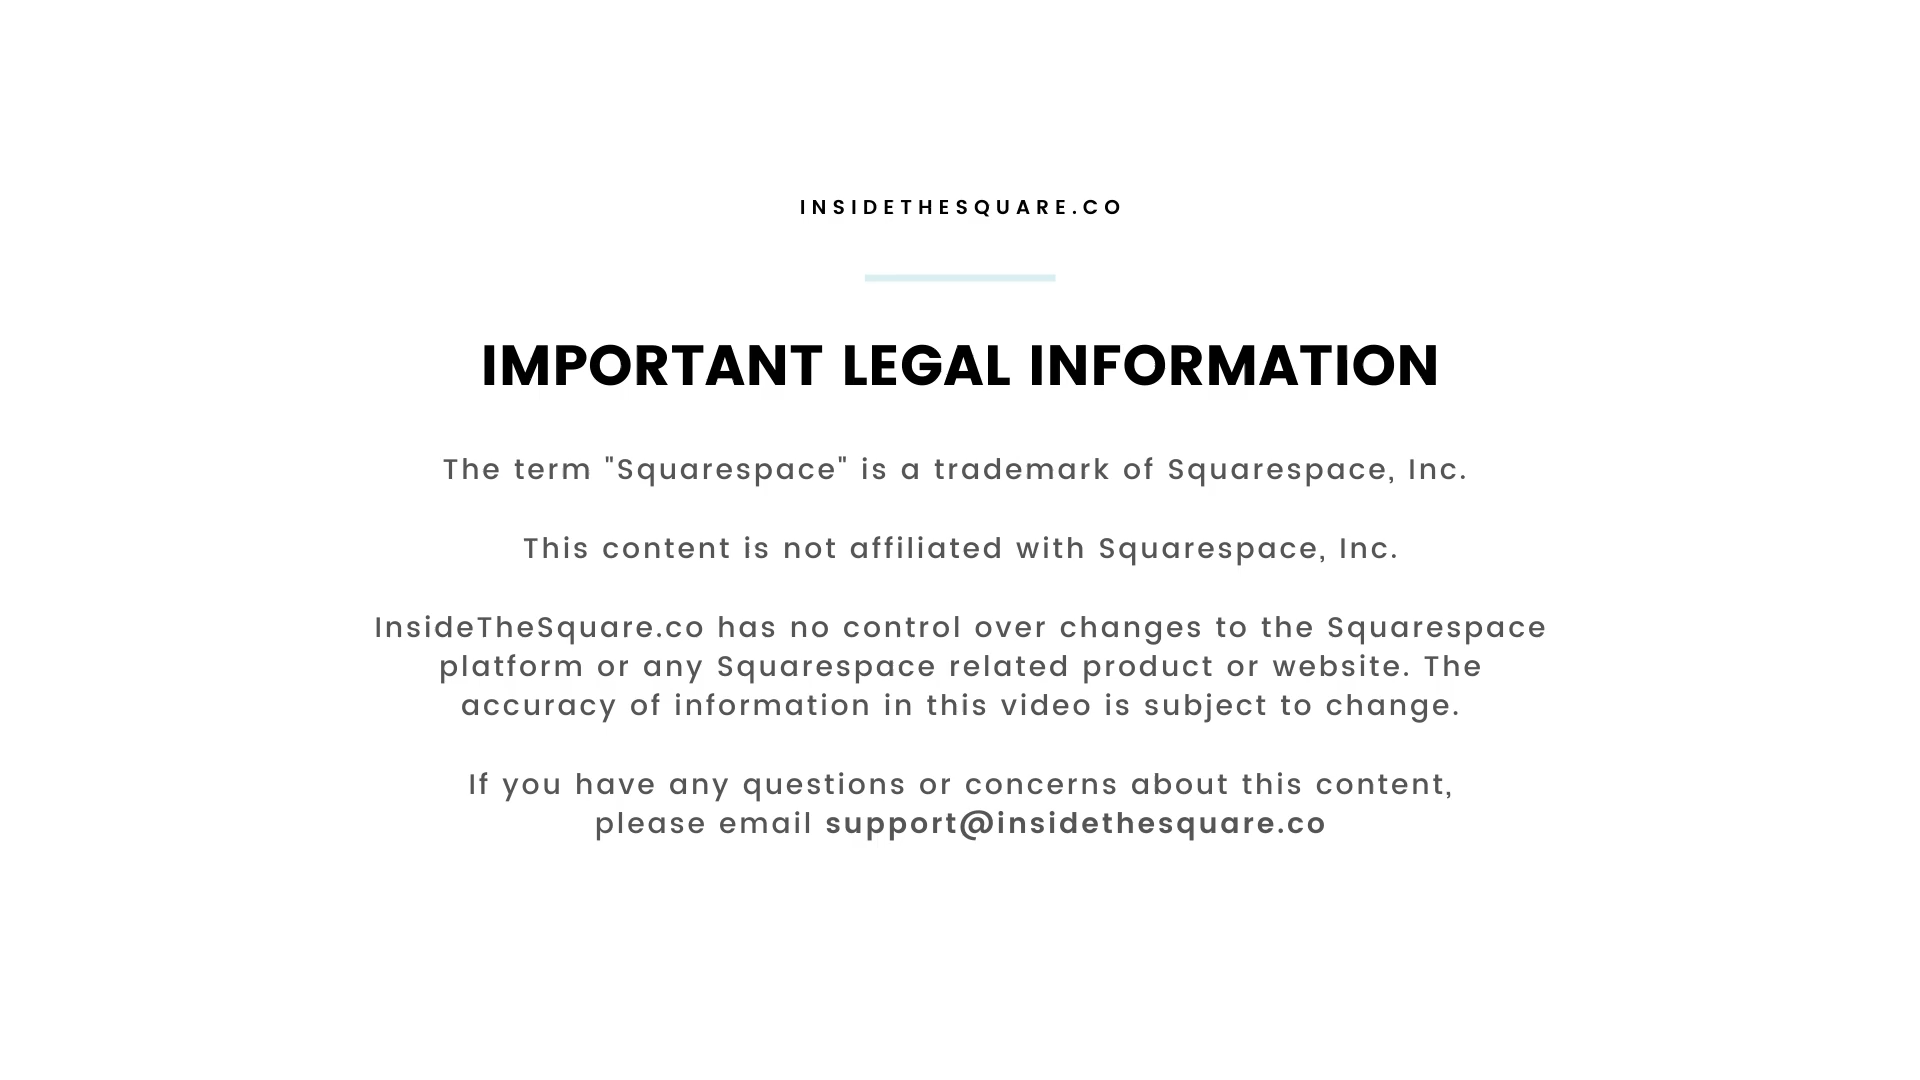 INSIDETHESQUARE.CO
IMPORTANT LEGAL INFORMATION
The term "Squarespace" is a trademark of Squarespace, Inc.
This content is not affiliated with Squarespace, Inc.
InsideTheSquare.co has no control over changes to the Squarespace
platform or any Squarespace related product or website. The
accuracy of information in this video is subject to change.
If you have any questions or concerns about this content,
please email support@insidethesquare.co